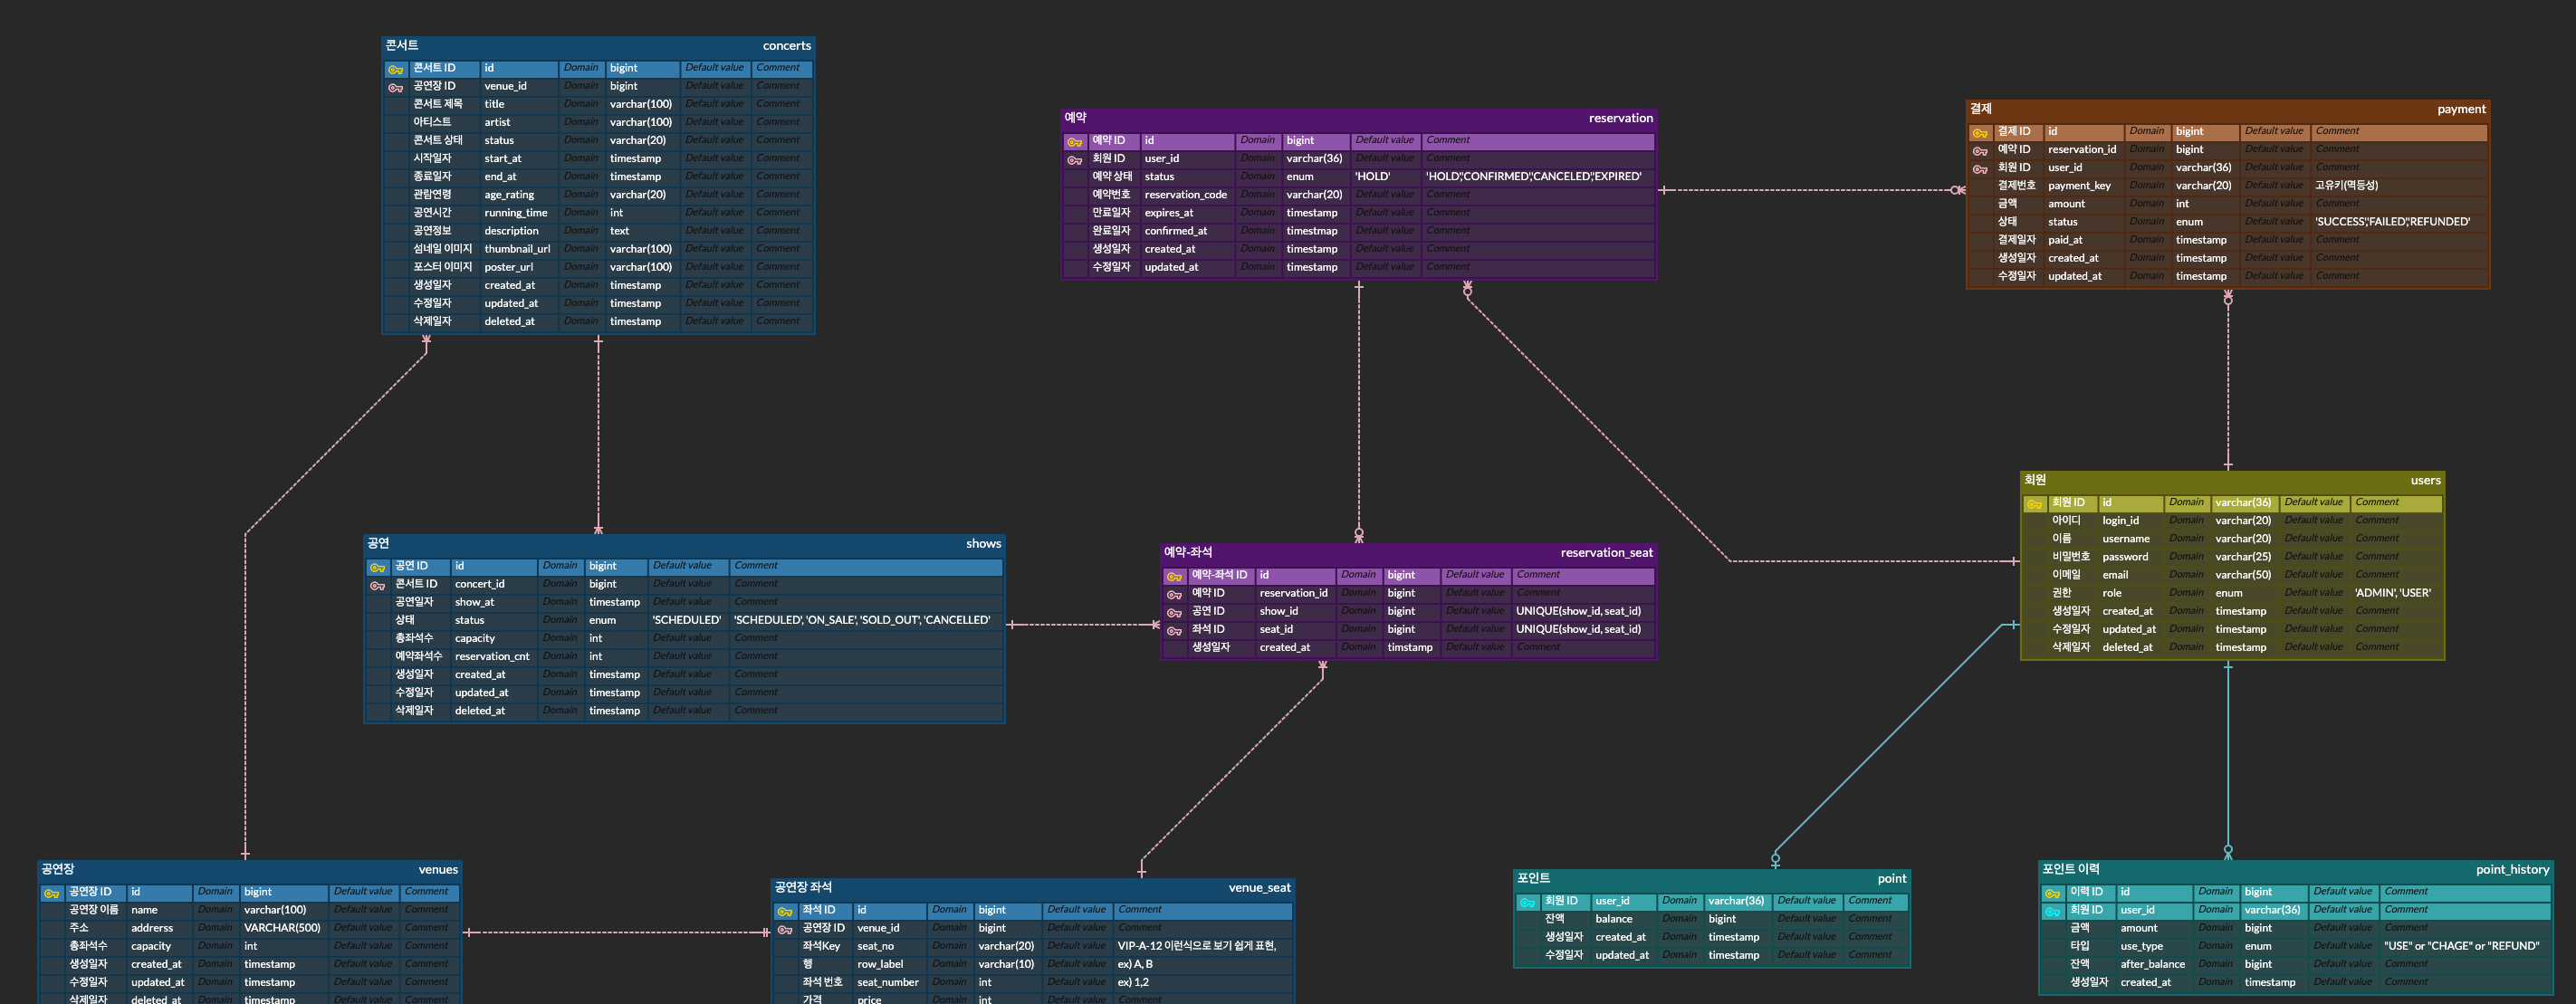 콘서트 concerts
콘서트 ID id Domain bigint Default value Comment
공연장 ID venue_id Domain bigint Default value Comment
콘서트 제목 title Domain varchar(100) Default value Comment
아티스트 artist Domain varchar(100) Default value Comment
콘서트 상태 status Domain varchar(20) Default value Comment
시작일자 start_at Domain timestamp Default value Comment
종료일자 end_at Domain timestamp Default value Comment
관람연령 age_rating Domain varchar(20) Default value Comment
공연시간 running_time Domain int Default value Comment
공연정보 description Domain text Default value Comment
섬네일 이미지 thumbnail_url Domain varchar(100) Default value Comment
포스터 이미지 poster_url Domain varchar(100) Default value Comment
생성일자 created_at Domain timestamp Default value Comment
수정일자 updated_at Domain timestamp Default value Comment
삭제일자 deleted_at Domain timestamp Default value Comment
예약 reservation
예약 ID id Domain bigint Default value Comment
회원 ID user_id Domain varchar(36) Default value Comment
예약 상태 status Domain enum 'HOLD' 'HOLD','CONFIRMED','CANCELED','EXPIRED'
예약번호 reservation_code Domain varchar(20) Default value Comment
만료일자 expires_at Domain timestamp Default value Comment
완료일자 confirmed_at Domain timestmap Default value Comment
생성일자 created_at Domain timestamp Default value Comment
수정일자 updated_at Domain timestamp Default value Comment
결제 payment
결제 ID id Domain bigint Default value Comment
예약 ID reservation_id Domain bigint Default value Comment
회원 ID user_id Domain varchar(36) Default value Comment
결제번호 payment_key Domain varchar(20) Default value 고유키(멱등성)
금액 amount Domain int Default value Comment
상태 status Domain enum Default value 'SUCCESS','FAILED','REFUNDED'
결제일자 paid_at Domain timestamp Default value Comment
생성일자 created_at Domain timestamp Default value Comment
수정일자 updated_at Domain timestamp Default value Comment
회원 users
회원 ID id Domain varchar(36) Default value Comment
아이디 login_id Domain varchar(20) Default value Comment
이름 username Domain varchar(20) Default value Comment
비밀번호 password Domain varchar(25) Default value Comment
이메일 email Domain varchar(50) Default value Comment
권한 role Domain enum Default value 'ADMIN', 'USER'
생성일자 created_at Domain timestamp Default value Comment
수정일자 updated_at Domain timestamp Default value Comment
삭제일자 deleted_at Domain timestamp Default value Comment
공연 shows
공연 ID id Domain bigint Default value Comment
콘서트 ID concert_id Domain bigint Default value Comment
공연일자 show_at Domain timestamp Default value Comment
상태 status Domain enum 'SCHEDULED' 'SCHEDULED', 'ON_SALE', 'SOLD_OUT', 'CANCELLED'
총좌석수 capacity Domain int Default value Comment
예약좌석수 reservation_cnt Domain int Default value Comment
생성일자 created_at Domain timestamp Default value Comment
수정일자 updated_at Domain timestamp Default value Comment
삭제일자 deleted_at Domain timestamp Default value Comment
예약-좌석 reservation_seat
예약-좌석 ID id Domain bigint Default value Comment
예약 ID reservation_id Domain bigint Default value Comment
공연 ID show_id Domain bigint Default value UNIQUE(show_id, seat_id)
좌석 ID seat_id Domain bigint Default value UNIQUE(show_id, seat_id)
생성일자 created_at Domain timstamp Default value Comment
공연장 venues
공연장 ID id Domain bigint Default value Comment
공연장 이름 name Domain varchar(100) Default value Comment
주소 addrerss Domain VARCHAR(500) Default value Comment
총좌석수 capacity Domain int Default value Comment
생성일자 created_at Domain timestamp Default value Comment
수정일자 updated_at Domain timestamp Default value Comment
삭제일자 deleted_at Domain timestamp Default value Comment
공연장 좌석 venue_seat
좌석 ID id Domain bigint Default value Comment
공연장 ID venue_id Domain bigint Default value Comment
좌석Key seat_no Domain varchar(20) Default value VIP-A-12 이런식으로 보기 쉽게 표현,
행 row_label Domain varchar(10) Default value ex) A, B
좌석 번호 seat_number Domain int Default value ex) 1,2
가격 price Domain int Default value Comment
포인트 point
회원 ID user_id Domain varchar(36) Default value Comment
잔액 balance Domain bigint Default value Comment
생성일자 created_at Domain timestamp Default value Comment
수정일자 updated_at Domain timestamp Default value Comment
포인트 이력 point_history
이력 ID id Domain bigint Default value Comment
회원 ID user_id Domain varchar(36) Default value Comment
금액 amount Domain bigint Default value Comment
타입 use_type Domain enum Default value "USE" or "CHAGE" or "REFUND"
잔액 after_balance Domain bigint Default value Comment
생성일자 created_at Domain timestamp Default value Comment